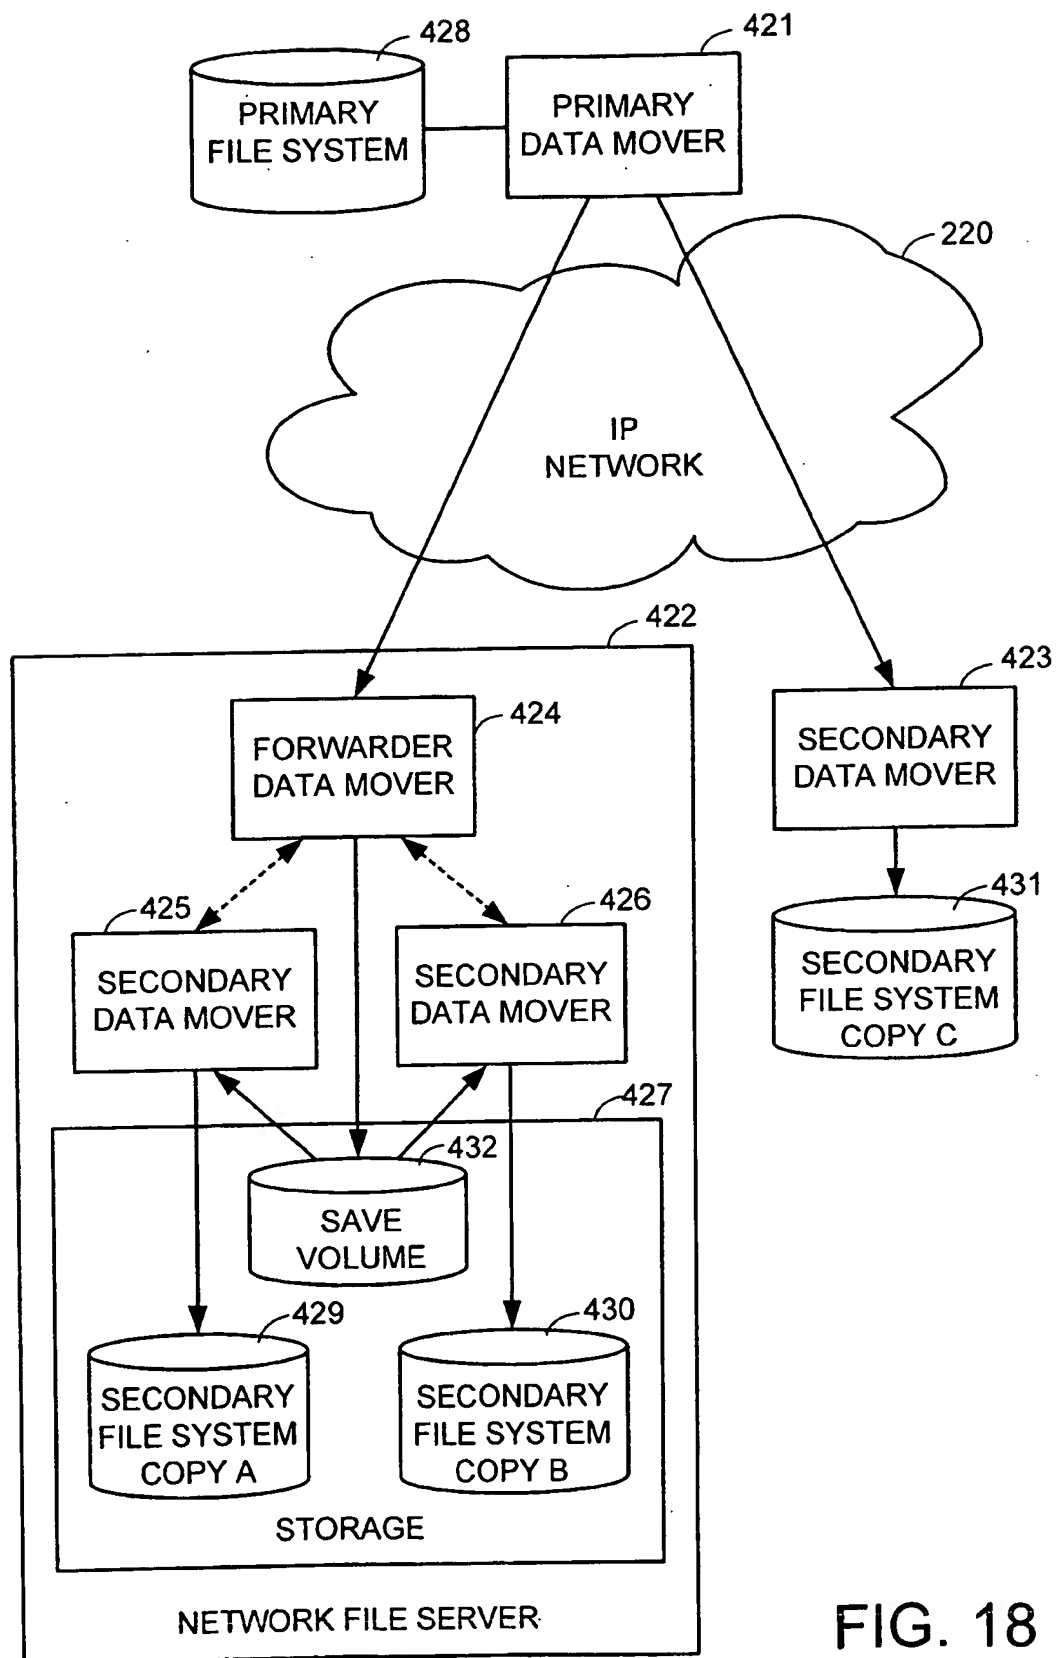 428
421
PRIMARY
FILE SYSTEM
PRIMARY
DATA MOVER
220
IP
NETWORK
422
423
424
FORWARDER
DATA MOVER
SECONDARY
DATA MOVER
425
426
431
SECONDARY
DATA MOVER
SECONDARY
DATA MOVER
SECONDARY
FILE SYSTEM
COPY C
427
432
SAVE
VOLUME
429
430
SECONDARY
FILE SYSTEM
COPY A
SECONDARY
FILE SYSTEM
COPY B
STORAGE
NETWORK FILE SERVER
FIG. 18